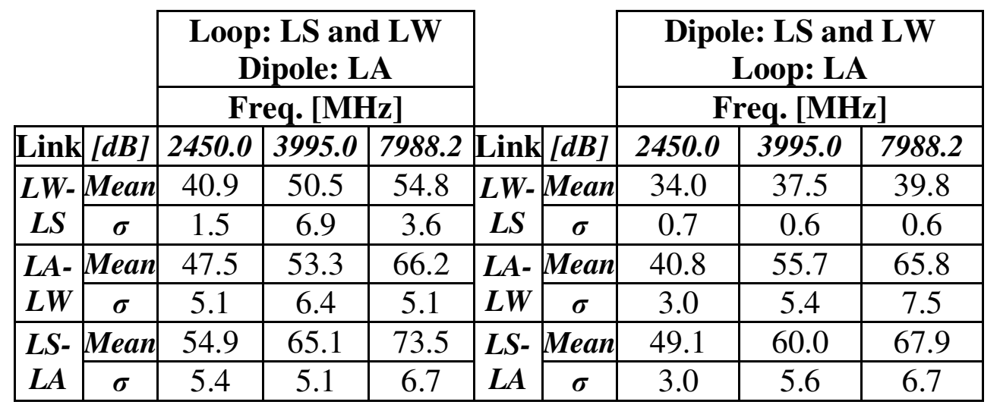 Loop: LS and LW Dipole: LS and LW
Dipole: LA Loop: LA
Freq. [MHz] Freq. [MHz]
Link [dB] 2450.0 3995.0 7988.2 Link [dB] 2450.0 3995.0 7988.2
LW- Mean 40.9 50.5 54.8 LW- Mean 34.0 37.5 39.8
LS σ 1.5 6.9 3.6 LS σ 0.7 0.6 0.6
LA- Mean 47.5 53.3 66.2 LA- Mean 40.8 55.7 65.8
LW σ 5.1 6.4 5.1 LW σ 3.0 5.4 7.5
LS- Mean 54.9 65.1 73.5 LS- Mean 49.1 60.0 67.9
LA σ 5.4 5.1 6.7 LA σ 3.0 5.6 6.7